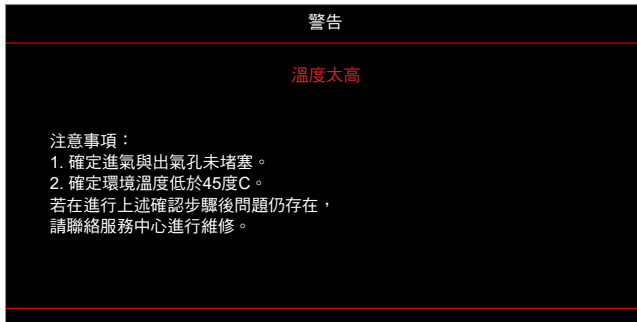 警告
溫度太高
注意事項：
1. 確定進氣與出氣孔未堵塞。
2. 確定環境溫度低於45度C。
若在進行上述確認步驟後問題仍存在，
請聯絡服務中心進行維修。